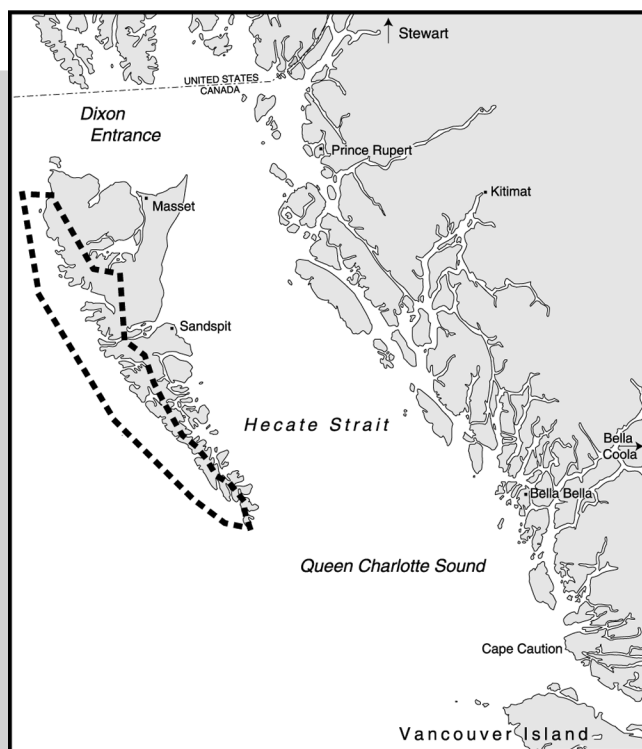 Stewart
UNITED STATES
CANADA
Dixon
Entrance
Prince Rupert
Kitimat
Masset
Sandspit
Hecate Strait
Bella
Coola
Bella Bella
Queen Charlotte Sound
Cape Caution
Vancouver Island